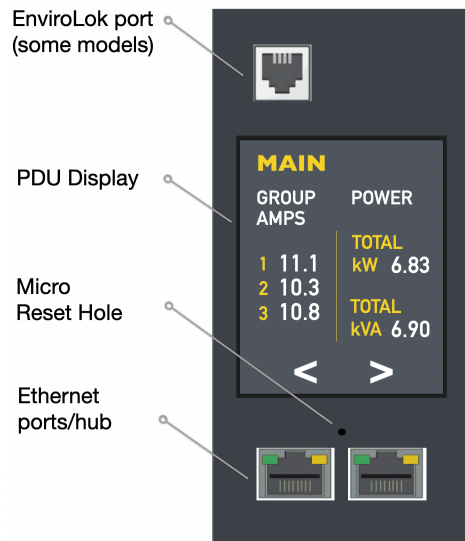 EnviroLok port
(some models)
PDU Display
Micro
Reset Hole
Ethernet
ports/hub
MAIN
GROUP
AMPS
1 11.1
2 10.3
3 10.8
POWER
TOTAL
kW 6.83
TOTAL
kVA 6.90
< >